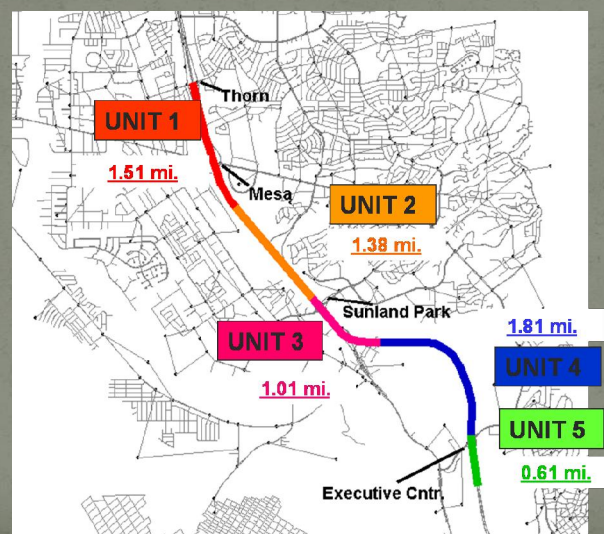 Thorn
UNIT 1
1.51 mi.
Mesa
UNIT 2
1.38 mi.
Sunland Park
UNIT 3
1.01 mi.
1.81 mi.
UNIT 4
UNIT 5
0.61 mi.
Executive Cntr.